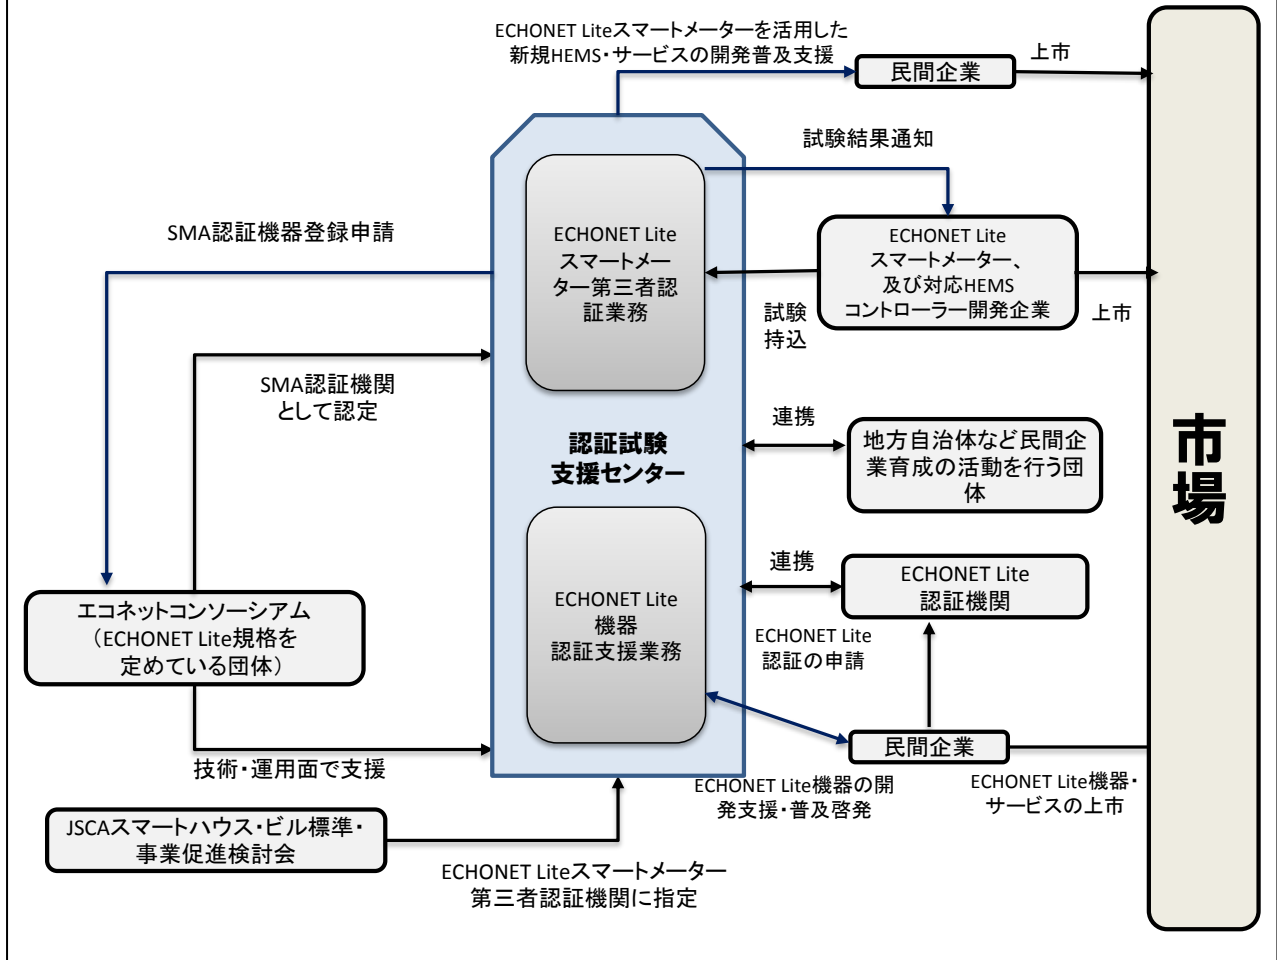 ECHONET Liteスマートメーターを活用した
新規HEMS・サービスの開発普及支援
民間企業
上市
試験結果通知
SMA認証機器登録申請
ECHONET Lite
スマートメー
ター第三者認
証業務
ECHONET Lite
スマートメーター、
及び対応HEMS
コントローラー開発企業
試験
持込
上市
SMA認証機関
として認定
連携
認証試験
支援センター
地方自治体など民間企
業育成の活動を行う団
体
市
場
連携
ECHONET Lite
認証機関
ECHONET Lite
機器
認証支援業務
エコネットコンソーシアム
（ECHONET Lite規格を
定めている団体）
ECHONET Lite
認証の申請
民間企業
技術・運用面で支援
ECHONET Lite機器の開
発支援・普及啓発
ECHONET Lite機器・
サービスの上市
JSCAスマートハウス・ビル標準・
事業促進検討会
ECHONET Liteスマートメーター
第三者認証機関に指定